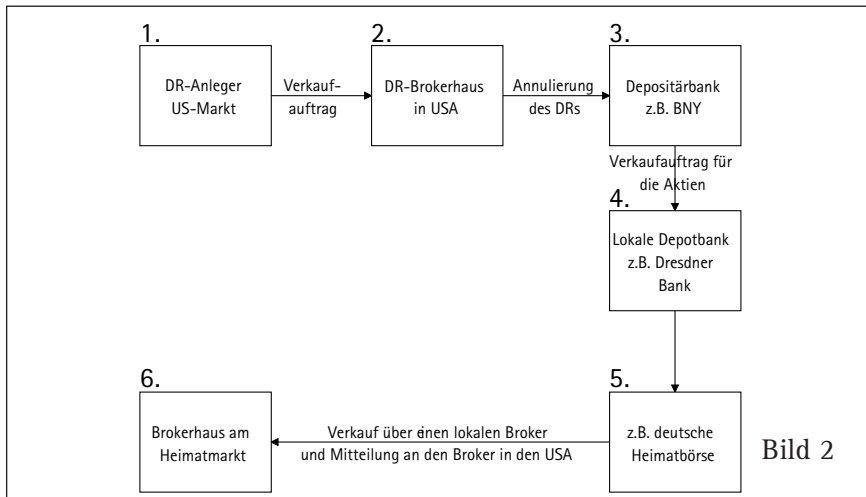 1.
DR-Anleger
US-Markt
Verkauf-
auftrag
2.
DR-Brokerhaus
in USA
Annulierung
des DRs
3.
Depositärbank
z.B. BNY
Verkaufauftrag für
die Aktien
4.
Lokale Depotbank
z.B. Dresdner
Bank
5.
z.B. deutsche
Heimatbörse
Verkauf über einen lokalen Broker
und Mitteilung an den Broker in den USA
6.
Brokerhaus am
Heimatmarkt
Bild 2